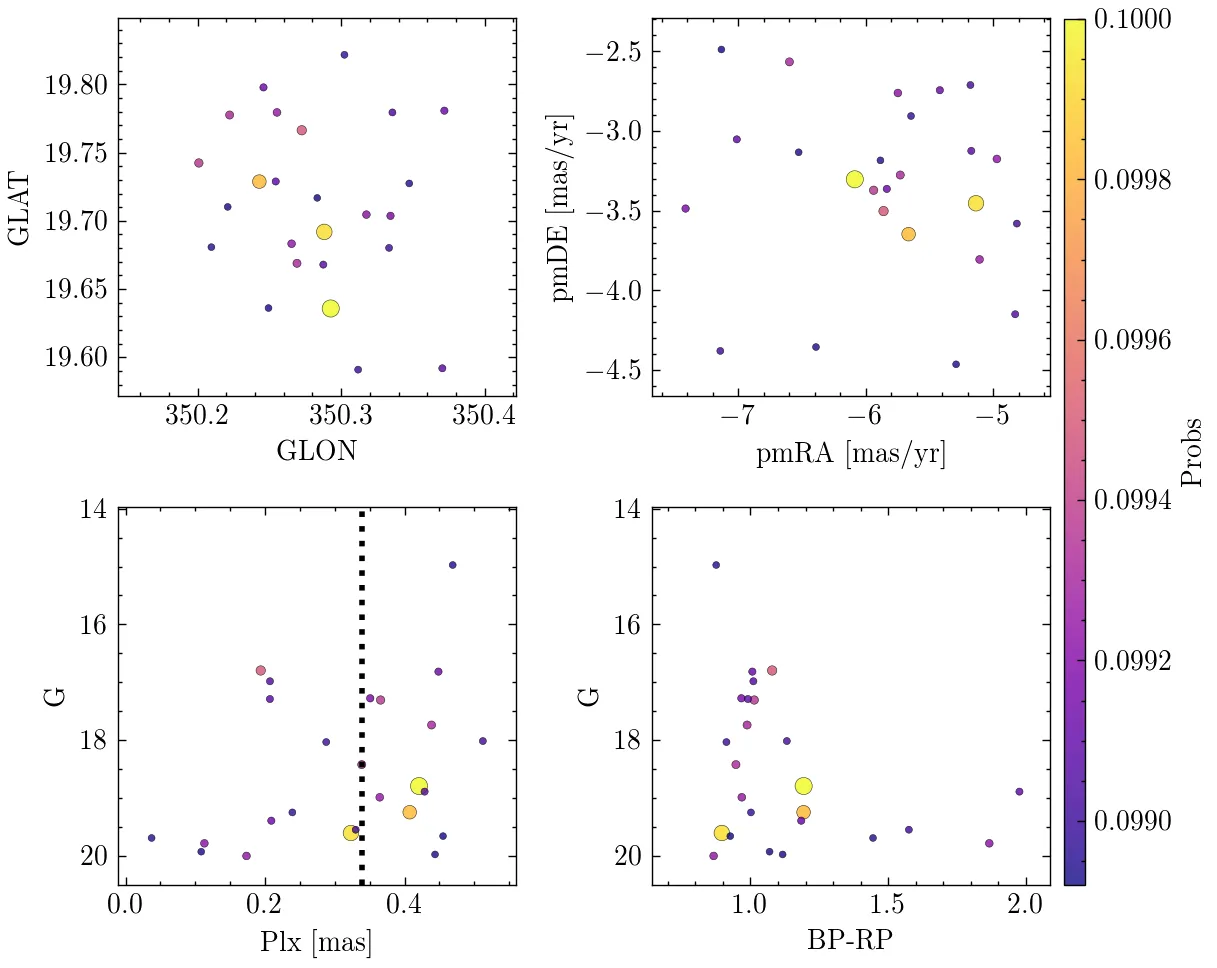 19.80
19.75
19.70
19.65
19.60
GLAT
350.2 350.3 350.4
GLON
−2.5
−3.0
−3.5
−4.0
−4.5
pmDE [mas/yr]
−7 −6 −5
pmRA [mas/yr]
14
16
18
20
G
0.0 0.2 0.4
Plx [mas]
14
16
18
20
G
1.0 1.5 2.0
BP-RP
0.1000
0.0998
0.0996
0.0994
0.0992
0.0990
Probs